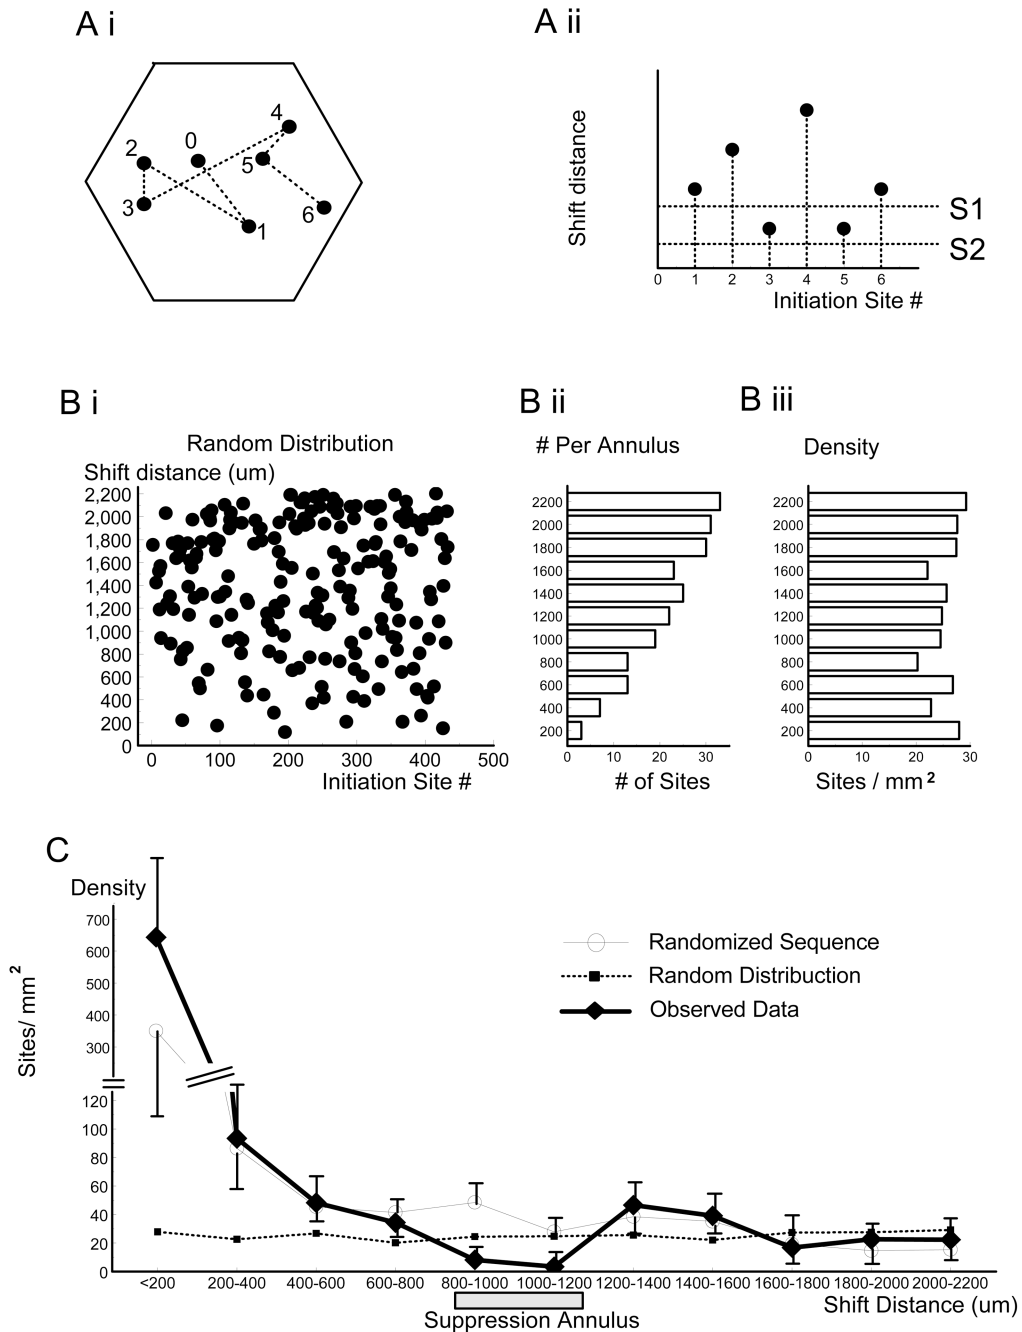 A i
A ii
4
2
0
5
3
6
1
Shift distance
S1
S2
0 1 2 3 4 5 6
Initiation Site #
B i
B ii
B iii
Random Distribution
# Per Annulus
Density
Shift distance (um)
2,200
2,000
1,800
1,600
1,400
1,200
1,000
800
600
400
200
0
0 100 200 300 400 500
Initiation Site #
2200
2000
1800
1600
1400
1200
1000
800
600
400
200
0 10 20 30
# of Sites
2200
2000
1800
1600
1400
1200
1000
800
600
400
200
0 10 20 30
Sites / mm²
C
Density
Sites/ mm²
700
600
500
400
300
120
100
80
60
40
20
0
Randomized Sequence
Random Distribuction
Observed Data
<200 200-400 400-600 600-800 800-1000 1000-1200 1200-1400 1400-1600 1600-1800 1800-2000 2000-2200
Shift Distance (um)
Suppression Annulus